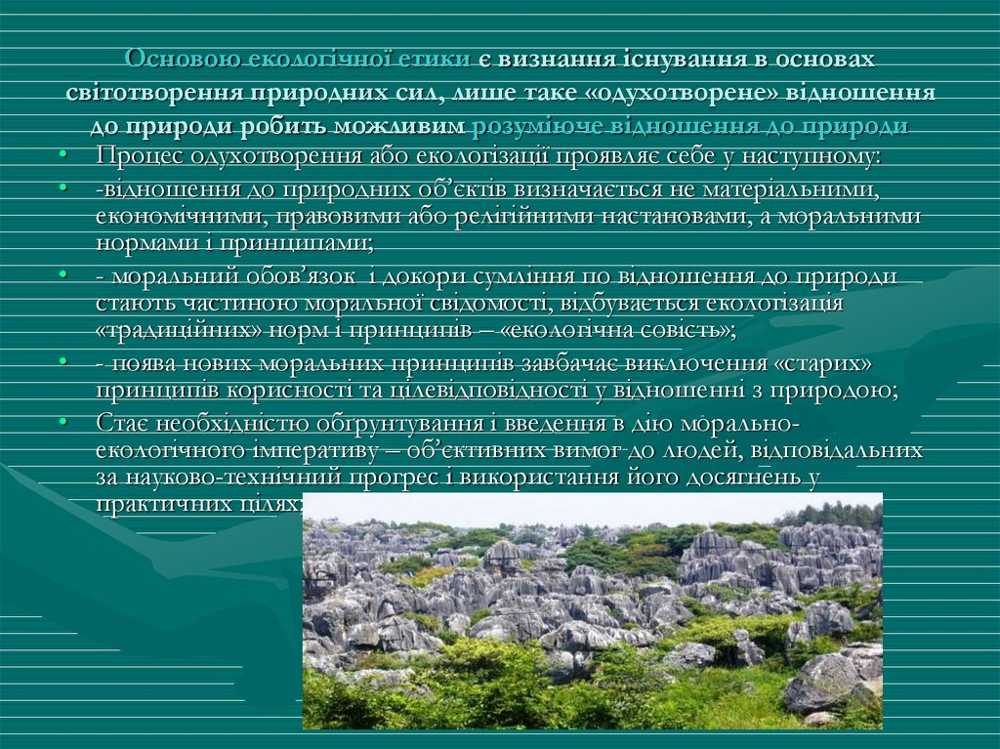 Основою екологічної етики є визнання існування в основах
світотворення природних сил, лише таке «одухотворене» відношення
до природи робить можливим розуміюче відношення до природи
• Процес одухотворення або екологізації проявляє себе у наступному:
• -відношення до природних об’єктів визначається не матеріальними,
економічними, правовими або релігійними настановами, а моральними
нормами і принципами;
• - моральний обов’язок і докори сумління по відношення до природи
стають частиною моральної свідомості, відбувається екологізація
«традиційних» норм і принципів – «екологічна совість»;
• - поява нових моральних принципів завбачає виключення «старих»
принципів корисності та цілевідповідності у відношенні з природою;
• Стає необхідністю обґрунтування і введення в дію морально-
екологічного імперативу – об’єктивних вимог до людей, відповідальних
за науково-технічний прогрес і використання його досягнень у
практичних цілях;